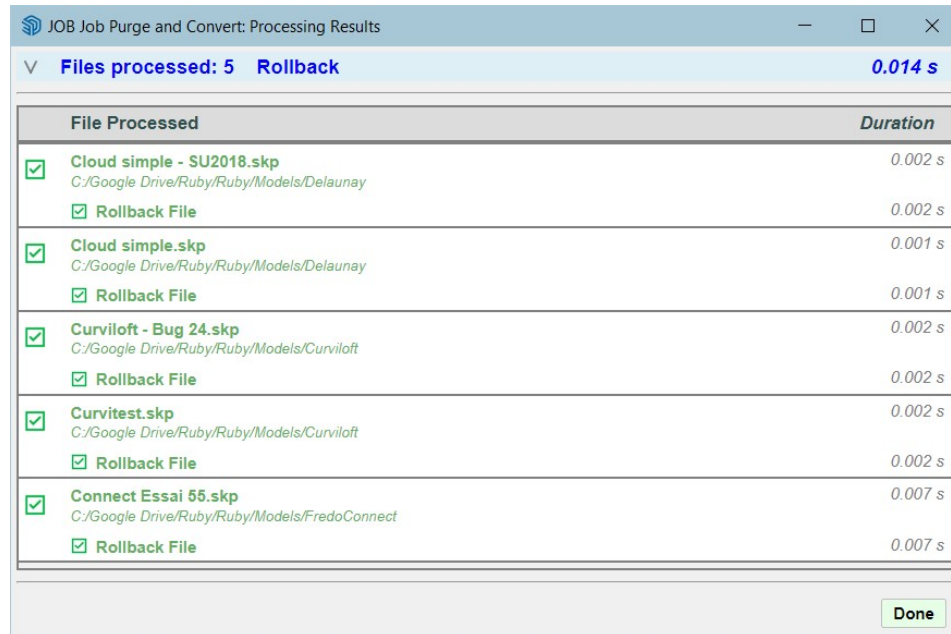 JOB Job Purge and Convert: Processing Results
Files processed: 5 Rollback 0.014 s
File Processed Duration
Cloud simple - SU2018.skp 0.002 s
C:/Google Drive/Ruby/Ruby/Models/Delaunay
Rollback File 0.002 s
Cloud simple.skp 0.001 s
C:/Google Drive/Ruby/Ruby/Models/Delaunay
Rollback File 0.001 s
Curviloft - Bug 24.skp 0.002 s
C:/Google Drive/Ruby/Ruby/Models/Curviloft
Rollback File 0.002 s
Curvitest.skp 0.002 s
C:/Google Drive/Ruby/Ruby/Models/Curviloft
Rollback File 0.002 s
Connect Essai 55.skp 0.007 s
C:/Google Drive/Ruby/Ruby/Models/FredoConnect
Rollback File 0.007 s
Done